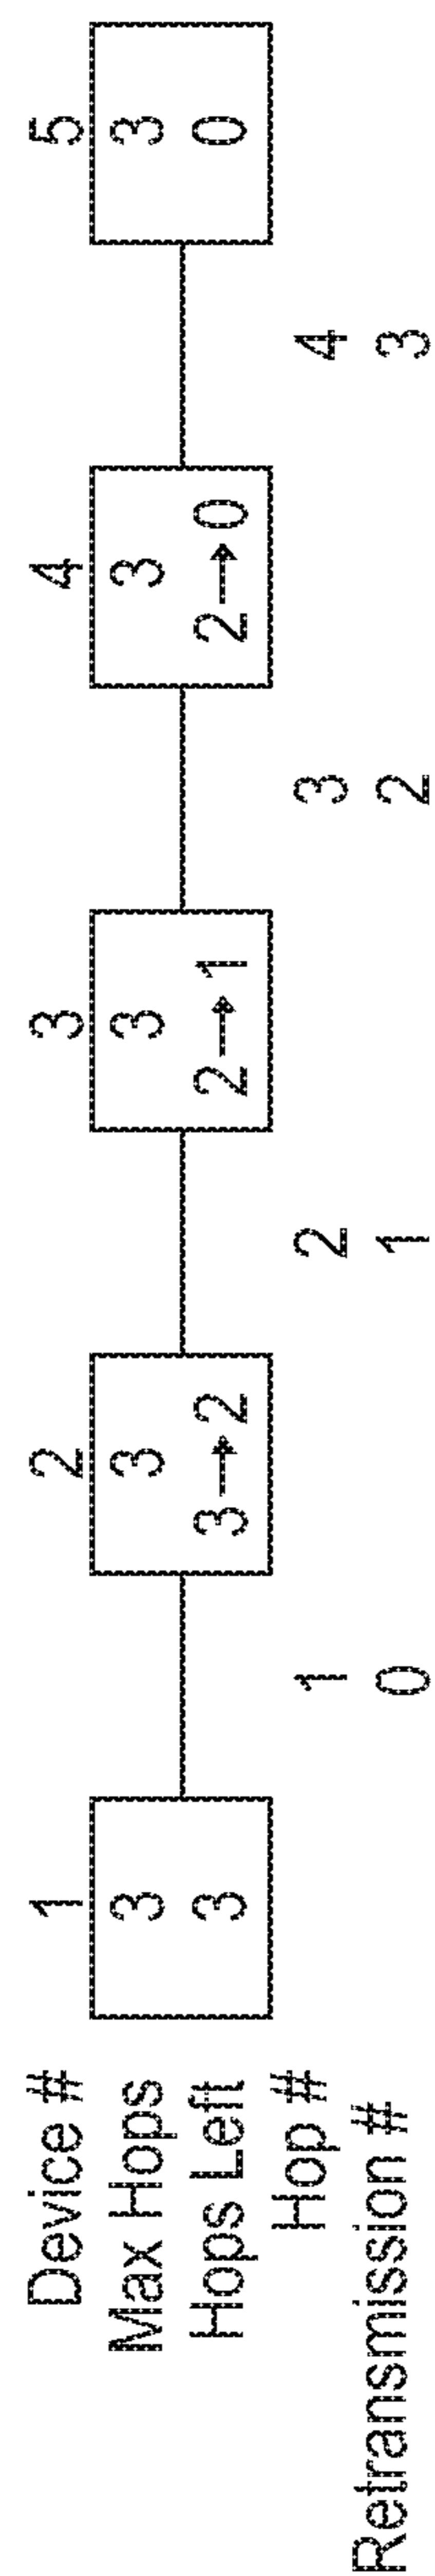 Device # 1 2 3 4 5
Max Hops 3 3 3 3 3
Hops Left 3 3→2 2→1 2→0 0
Hop # 1 2 3 4
Retransmission # 0 1 2 3